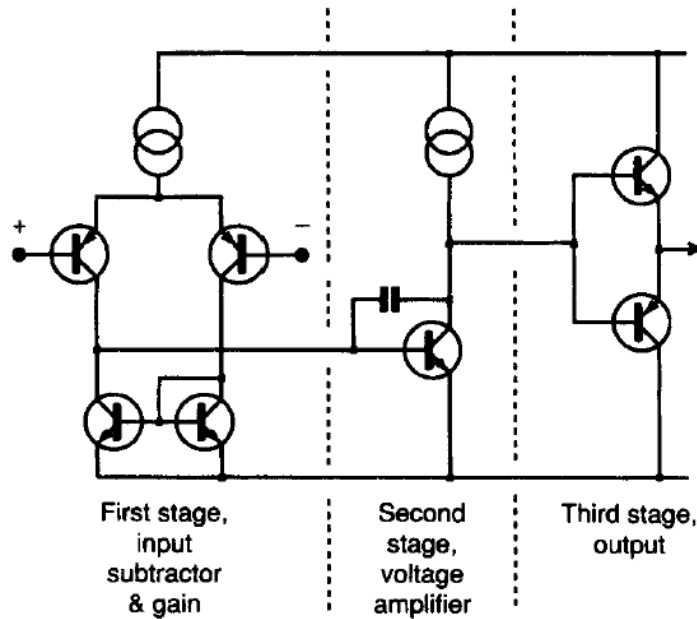 +
−
First stage,
input
subtractor
& gain
Second
stage,
voltage
amplifier
Third stage,
output